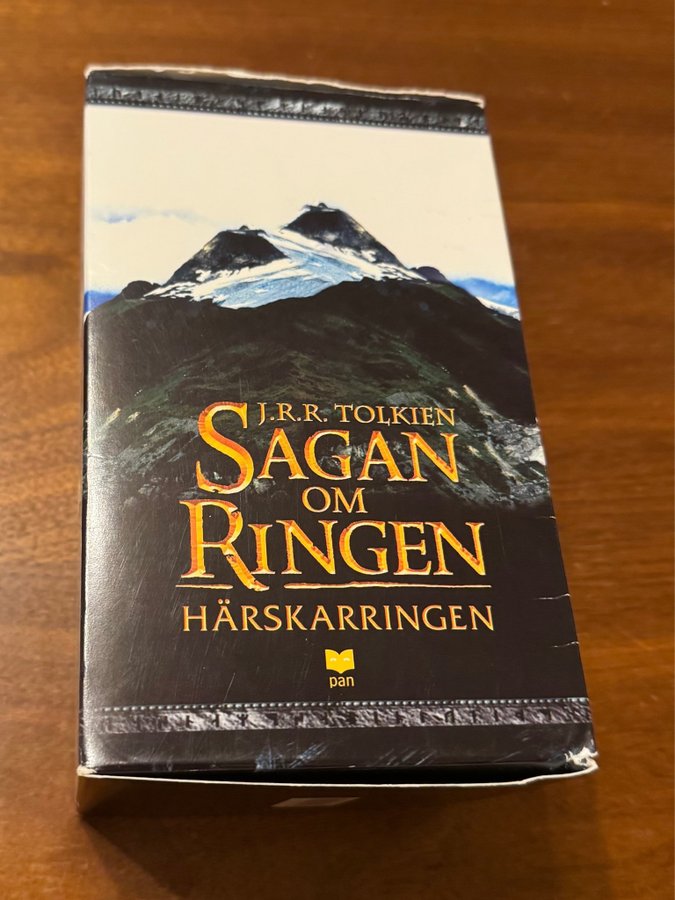 J.R.R. TOLKIEN
SAGAN
OM
RINGEN
HÄRSKARRINGEN
pan